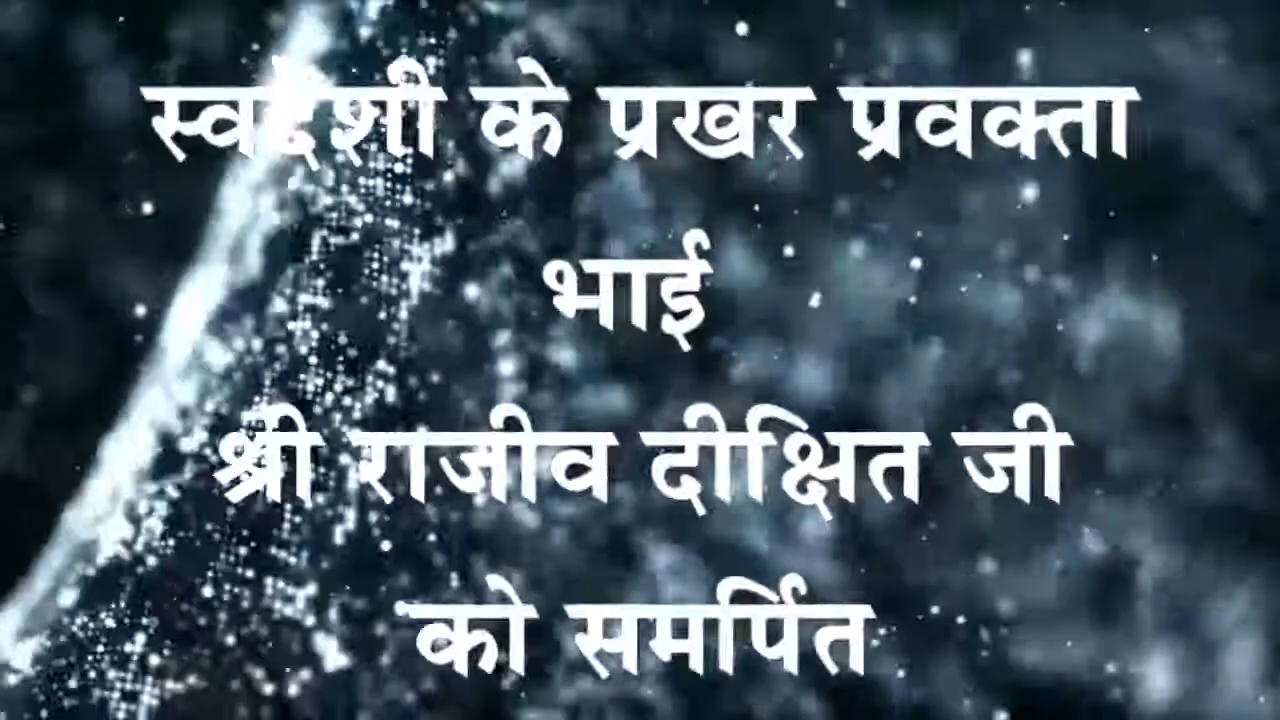 स्वदेशी के प्रखर प्रवक्ता
भाई
श्री राजीव दीक्षित जी
को समर्पित